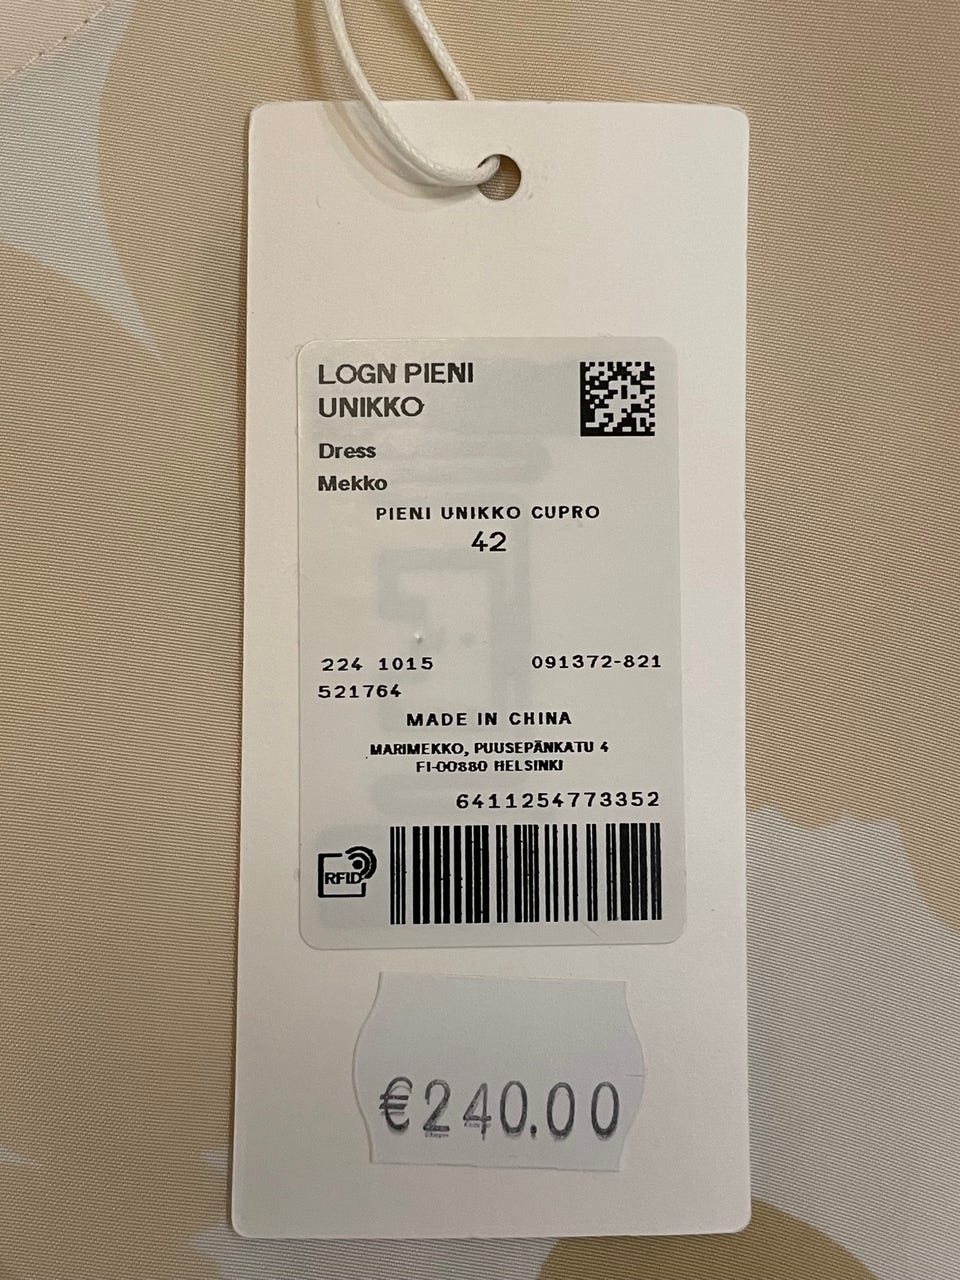 LOGN PIENI
UNIKKO
Dress
Mekko
PIENI UNIKKO CUPRO
42
224 1015 091372-821
521764
MADE IN CHINA
MARIMEKKO, PUUSEPÄNKATU 4
FI-00880 HELSINKI
6411254773352
RFID
€240.00